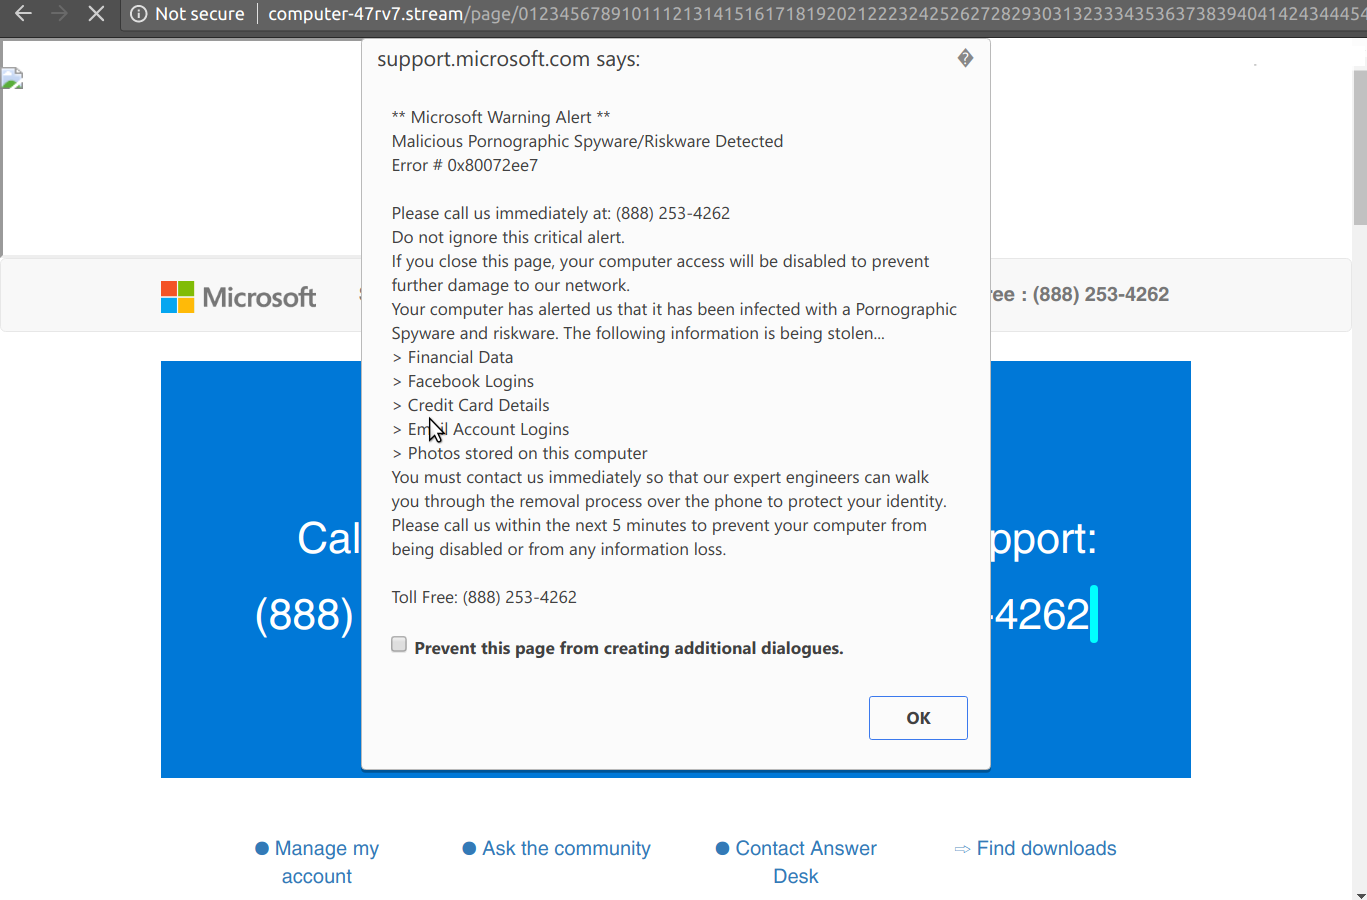 Not secure computer-47rv7.stream/page/01234567891011121314151617181920212223242526272829303132333435363738394041424344454
support.microsoft.com says:
** Microsoft Warning Alert **
Malicious Pornographic Spyware/Riskware Detected
Error # 0x80072ee7
Please call us immediately at: (888) 253-4262
Do not ignore this critical alert.
If you close this page, your computer access will be disabled to prevent
further damage to our network.
Your computer has alerted us that it has been infected with a Pornographic
Spyware and riskware. The following information is being stolen...
> Financial Data
> Facebook Logins
> Credit Card Details
> Email Account Logins
> Photos stored on this computer
You must contact us immediately so that our expert engineers can walk
you through the removal process over the phone to protect your identity.
Please call us within the next 5 minutes to prevent your computer from
being disabled or from any information loss.
Toll Free: (888) 253-4262
Prevent this page from creating additional dialogues.
OK
Microsoft
ree : (888) 253-4262
Cal pport:
(888) -4262
Manage my
account
Ask the community
Contact Answer
Desk
⇨ Find downloads